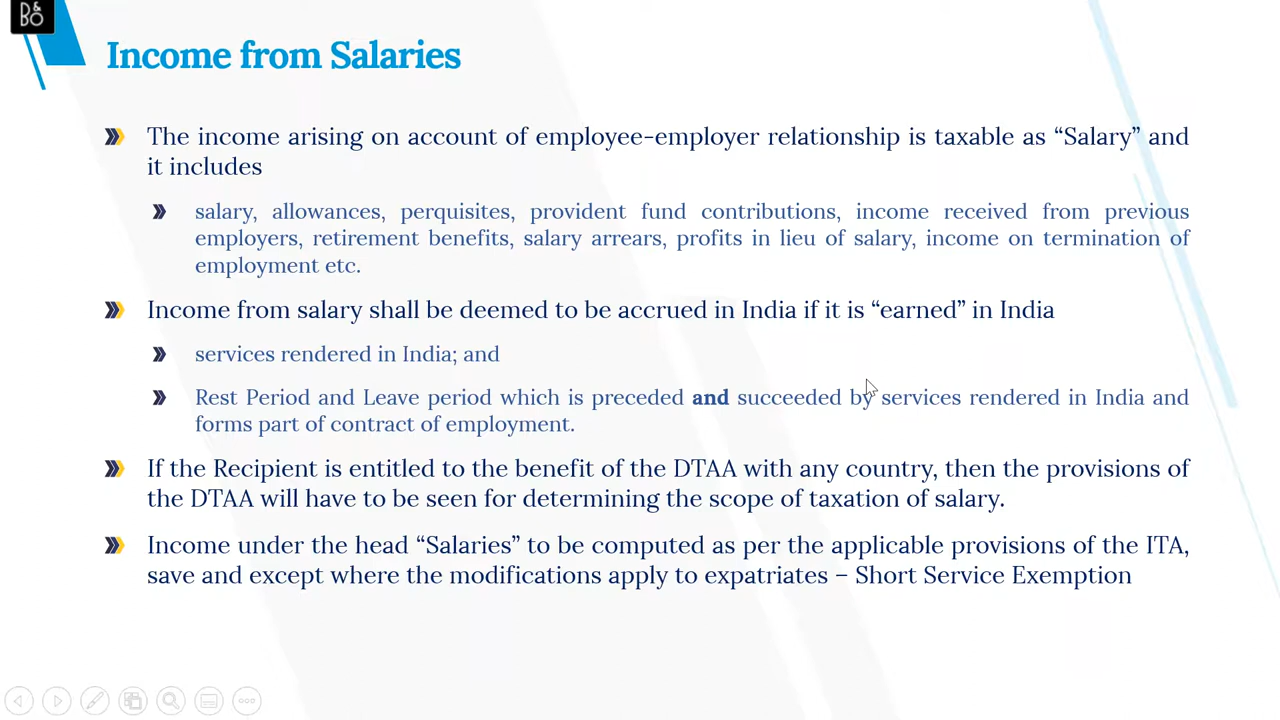 B&O
Income from Salaries
The income arising on account of employee-employer relationship is taxable as “Salary” and
it includes
salary, allowances, perquisites, provident fund contributions, income received from previous
employers, retirement benefits, salary arrears, profits in lieu of salary, income on termination of
employment etc.
Income from salary shall be deemed to be accrued in India if it is “earned” in India
services rendered in India; and
Rest Period and Leave period which is preceded and succeeded by services rendered in India and
forms part of contract of employment.
If the Recipient is entitled to the benefit of the DTAA with any country, then the provisions of
the DTAA will have to be seen for determining the scope of taxation of salary.
Income under the head “Salaries” to be computed as per the applicable provisions of the ITA,
save and except where the modifications apply to expatriates – Short Service Exemption